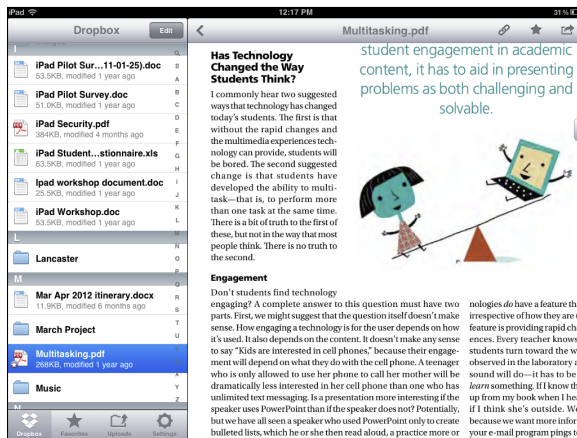 iPad
12:17 PM
31 %
Dropbox
Edit
Multitasking.pdf
I
iPad Pilot Sur...11-01-25).doc
53.5KB, modified 1 year ago
iPad Pilot Survey.doc
51.0KB, modified 1 year ago
iPad Security.pdf
384KB, modified 4 months ago
iPad Student...stionnaire.xls
63.5KB, modified 1 year ago
Ipad workshop document.doc
25.5KB, modified 1 year ago
iPad Workshop.doc
53.5KB, modified 1 year ago
L
Lancaster
M
Mar Apr 2012 itinerary.docx
11.9KB, modified 6 months ago
March Project
Multitasking.pdf
268KB, modified 1 year ago
Music
N
S
A
B
C
D
E
F
G
H
I
J
K
L
M
N
O
P
Q
R
S
T
U
X
Y
Z
Dropbox
Favorites
Uploads
Settings
Has Technology
Changed the Way
Students Think?
I commonly hear two suggested
ways that technology has changed
today's students. The first is that
without the rapid changes and
the multimedia experiences tech-
nology can provide, students will
be bored. The second suggested
change is that students have
developed the ability to multi-
task—that is, to perform more
than one task at the same time.
There is a bit of truth to the first of
these, but not in the way that most
people think. There is no truth to
the second.
Engagement
Don't students find technology
engaging? A complete answer to this question must have two
parts. First, we might suggest that the question itself doesn't make
sense. How engaging a technology is for the user depends on how
it's used. It also depends on the content. It doesn't make any sense
to say "Kids are interested in cell phones," because their engage-
ment will depend on what they do with the cell phone. A teenager
who is only allowed to use her phone to call her mother will be
dramatically less interested in her cell phone than one who has
unlimited text messaging. Is a presentation more interesting if the
speaker uses PowerPoint than if the speaker does not? Potentially,
but we have all seen a speaker who used PowerPoint only to create
bulleted lists, which he or she then read aloud, a practice more or
student engagement in academic
content, it has to aid in presenting
problems as both challenging and
solvable.
nologies do have a feature th
irrespective of how they are u
feature is providing rapid cha
ences. Every teacher knows
students turn toward the w
observed in the laboratory a
sound will do—it has to be
learn something. If I know th
up from my book when I hea
if I think she's outside. We
because we want more infor
your e-mail program pings to